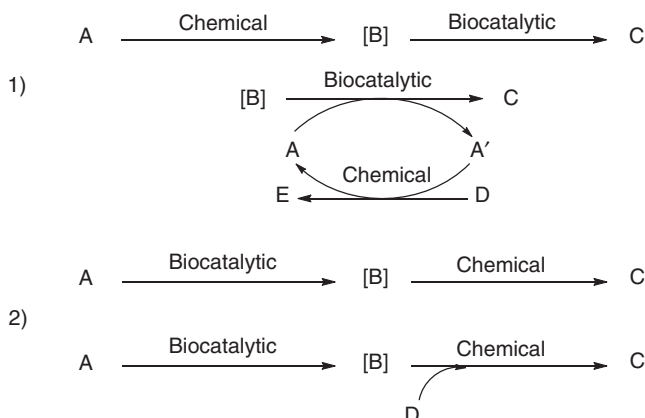 A Chemical [B] Biocatalytic C
1)
[B] Biocatalytic C
A A′
Chemical
E D
A Biocatalytic [B] Chemical C
2)
A Biocatalytic [B] Chemical C
D